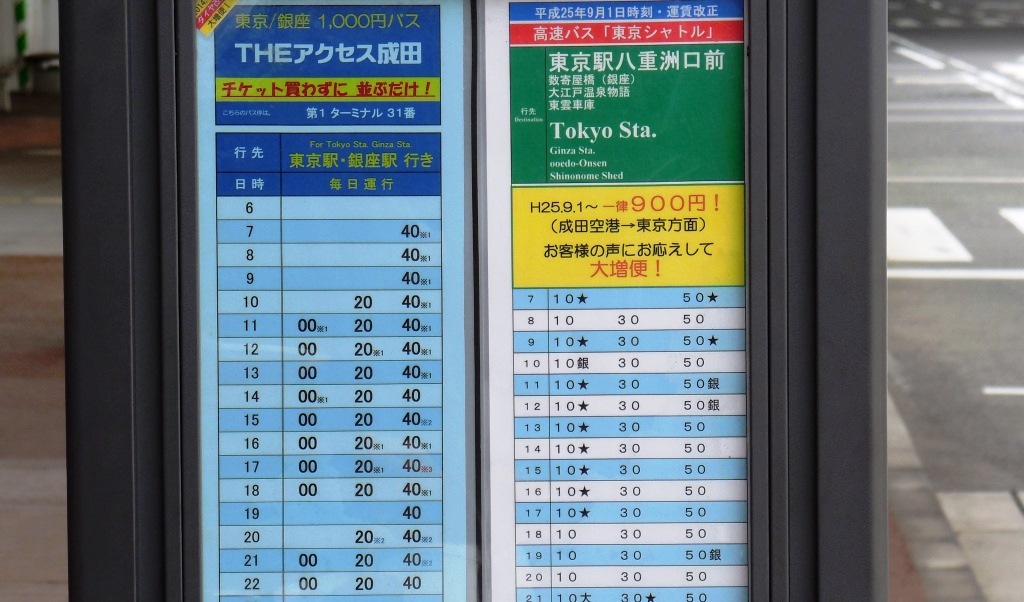 東京/銀座 1,000円バス
THEアクセス成田
チケット買わずに 並ぶだけ！
こちらのバス停は、 第1 ターミナル 31番
行先 For Tokyo Sta. Ginza Sta.
東京駅・銀座駅 行き
日時 毎日運行
6
7 40※1
8 40※1
9 40※1
10 20 40※1
11 00※1 20 40※1
12 00 20※1 40※1
13 00 20 40※1
14 00※1 20 40
15 00 20 40※2
16 00 20※1 40※1
17 00 20※1 40※3
18 00 20 40※1
19 40
20 20※2 40※2
21 00 20 40※2
22 00 20 40
平成25年9月1日時刻・運賃改正
高速バス「東京シャトル」
東京駅八重洲口前
数寄屋橋（銀座）
大江戸温泉物語
東雲車庫
行先
Destination
Tokyo Sta.
Ginza Sta.
ooedo-Onsen
Shinonome Shed
H25.9.1～一律９００円！
（成田空港→東京方面）
お客様の声にお応えして
大増便！
7 10★ 50★
8 10 30 50
9 10★ 30 50★
10 10銀 30 50
11 10★ 30 50銀
12 10★ 30 50銀
13 10★ 30 50
14 10★ 30 50
15 10★ 30 50
16 10★ 30 50
17 10★ 30 50
18 10 30 50
19 10 30 50銀
20 10 30 50
21 10大 30★ 50